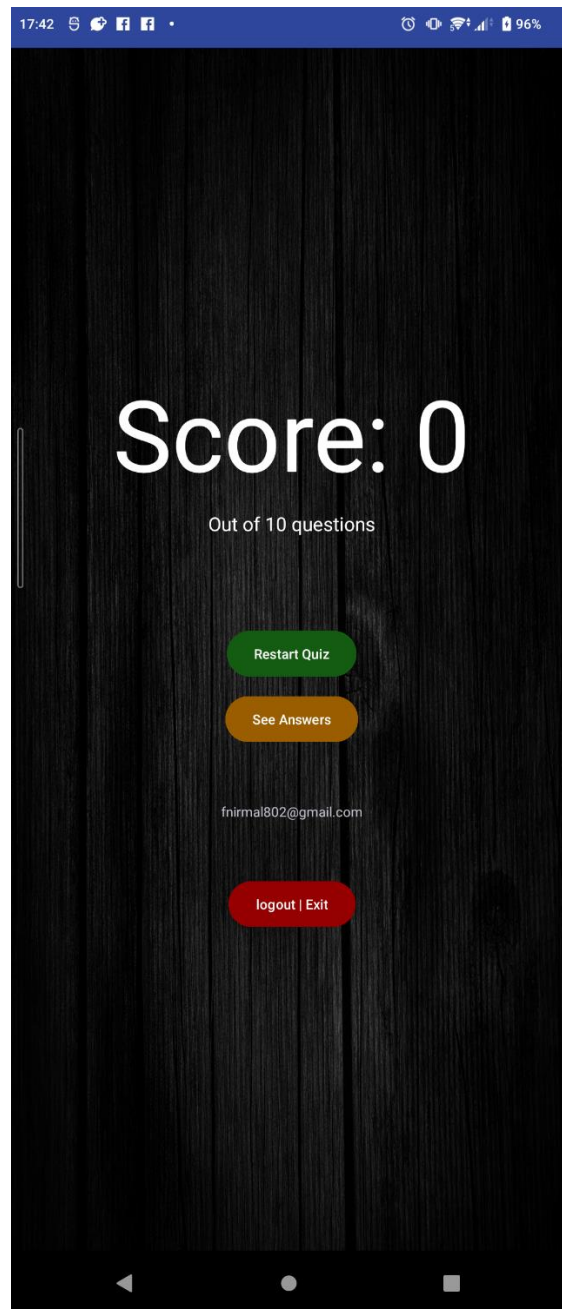 17:42
96%
Score: 0
Out of 10 questions
Restart Quiz
See Answers
fnirmal802@gmail.com
logout | Exit